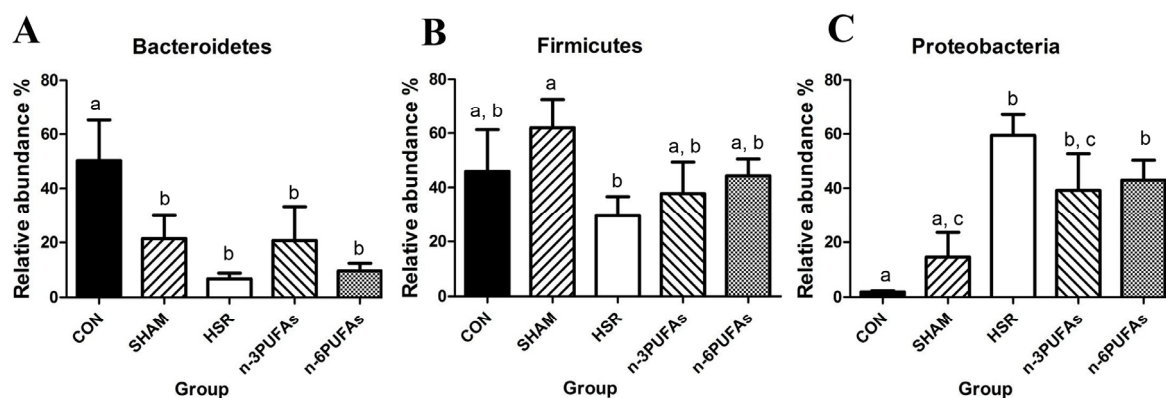 A
Bacteroidetes
Relative abundance %
80
60
40
20
0
a
b
b
b
b
CON
SHAM
HSR
n-3PUFAs
n-6PUFAs
Group
B
Firmicutes
Relative abundance %
80
60
40
20
0
a, b
a
b
a, b
a, b
CON
SHAM
HSR
n-3PUFAs
n-6PUFAs
Group
C
Proteobacteria
Relative abundance %
80
60
40
20
0
a
a, c
b
b, c
b
CON
SHAM
HSR
n-3PUFAs
n-6PUFAs
Group